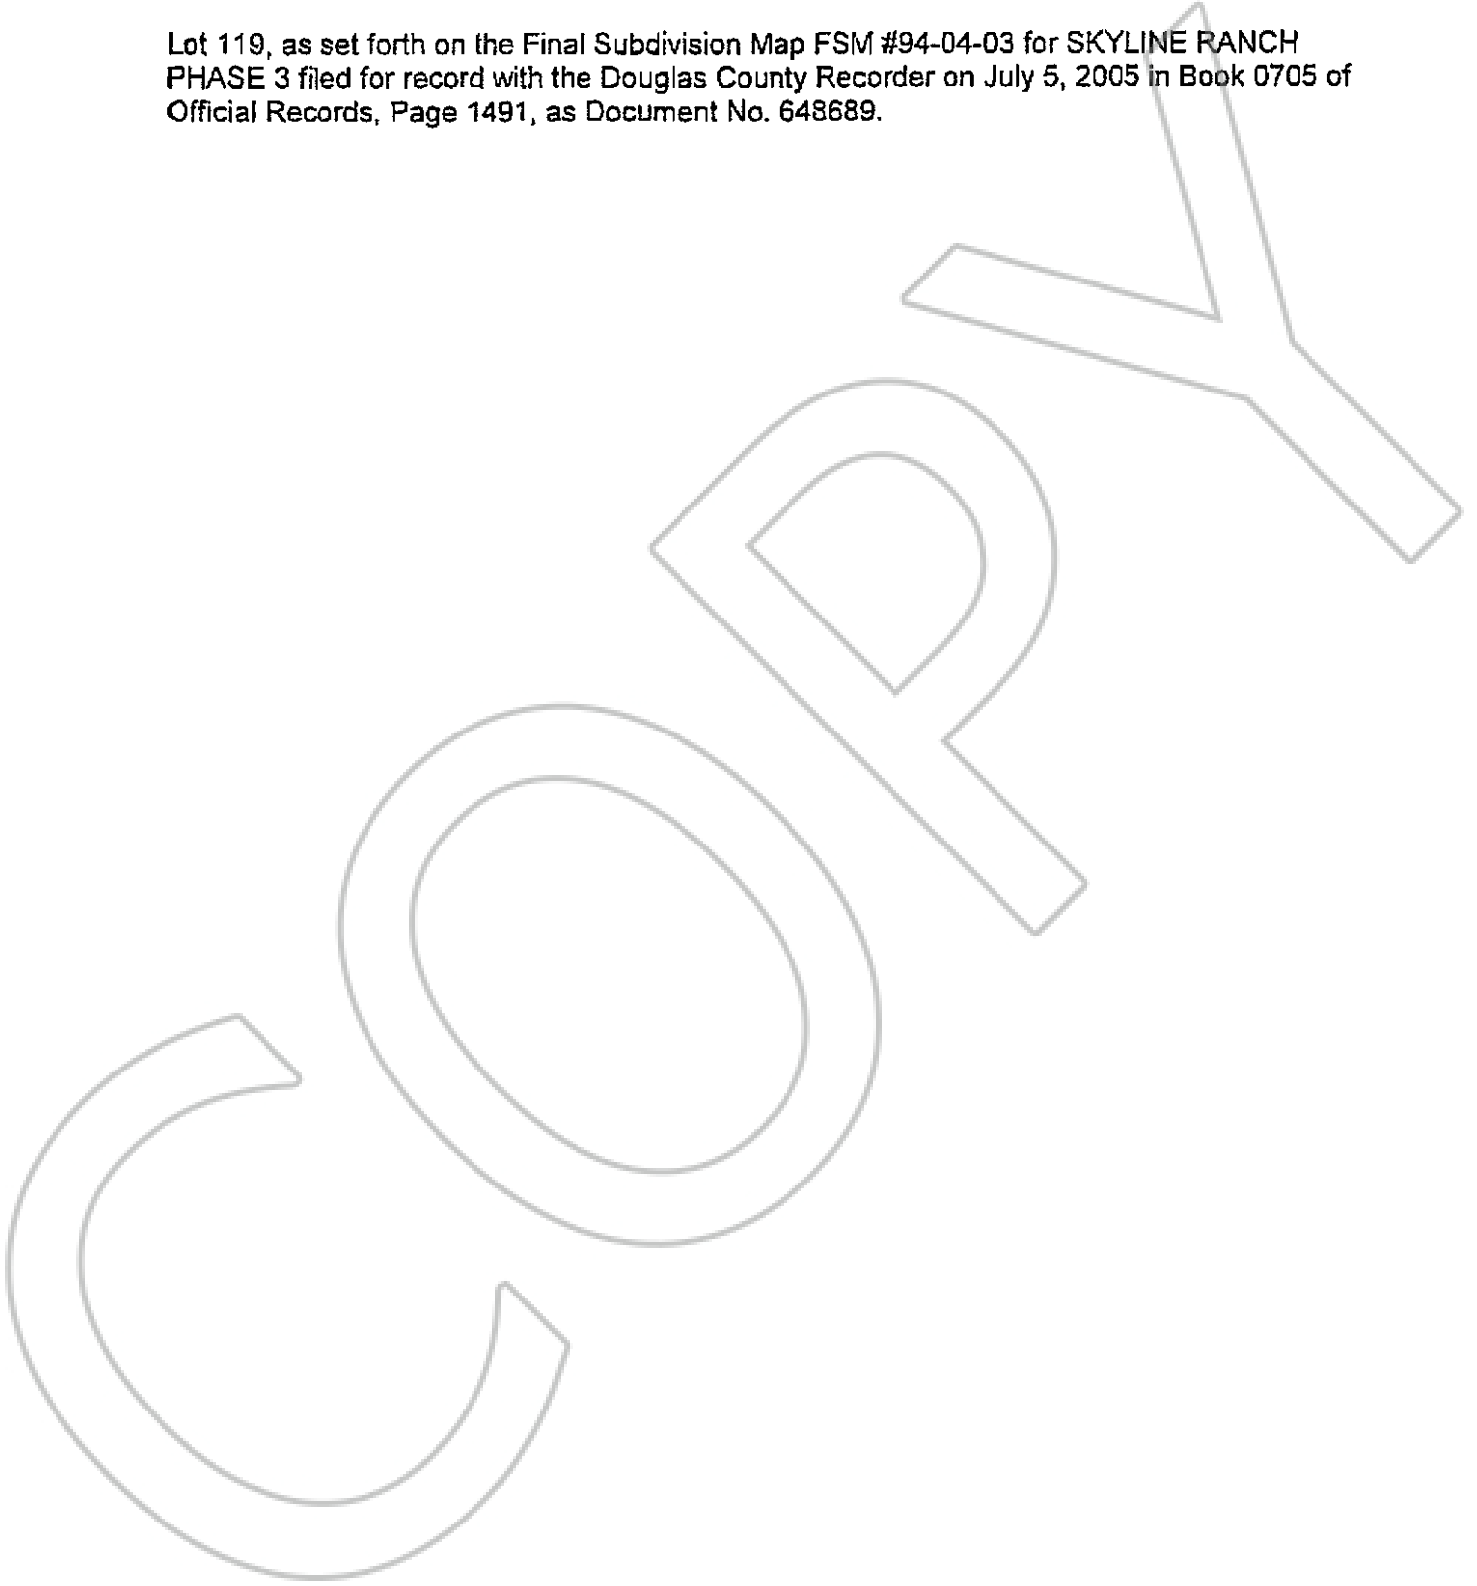 Lot 119, as set forth on the Final Subdivision Map FSM #94-04-03 for SKYLINE RANCH
PHASE 3 filed for record with the Douglas County Recorder on July 5, 2005 in Book 0705 of
Official Records, Page 1491, as Document No. 648689.
COPY